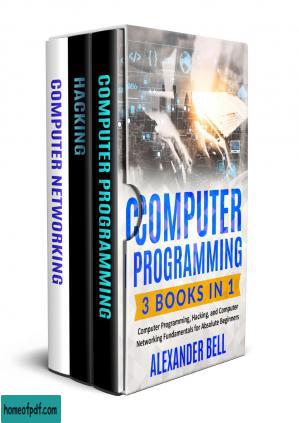 COMPUTER NETWORKING
HACKING
COMPUTER PROGRAMMING
COMPUTER
PROGRAMMING
3 BOOKS IN 1
Computer Programming, Hacking, and Computer
Networking Fundamentals for Absolute Beginners
ALEXANDER BELL
homeofpdf.com